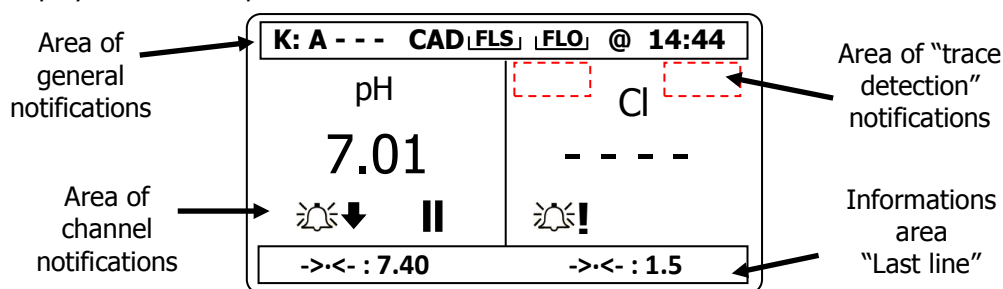 Area of
general
notifications
K: A - - - CAD FLS FLO @ 14:44
Area of “trace
detection”
notifications
pH
Cl
7.01
- - - -
Area of
channel
notifications
!
Informations
area
“Last line”
->·<- : 7.40
->·<- : 1.5